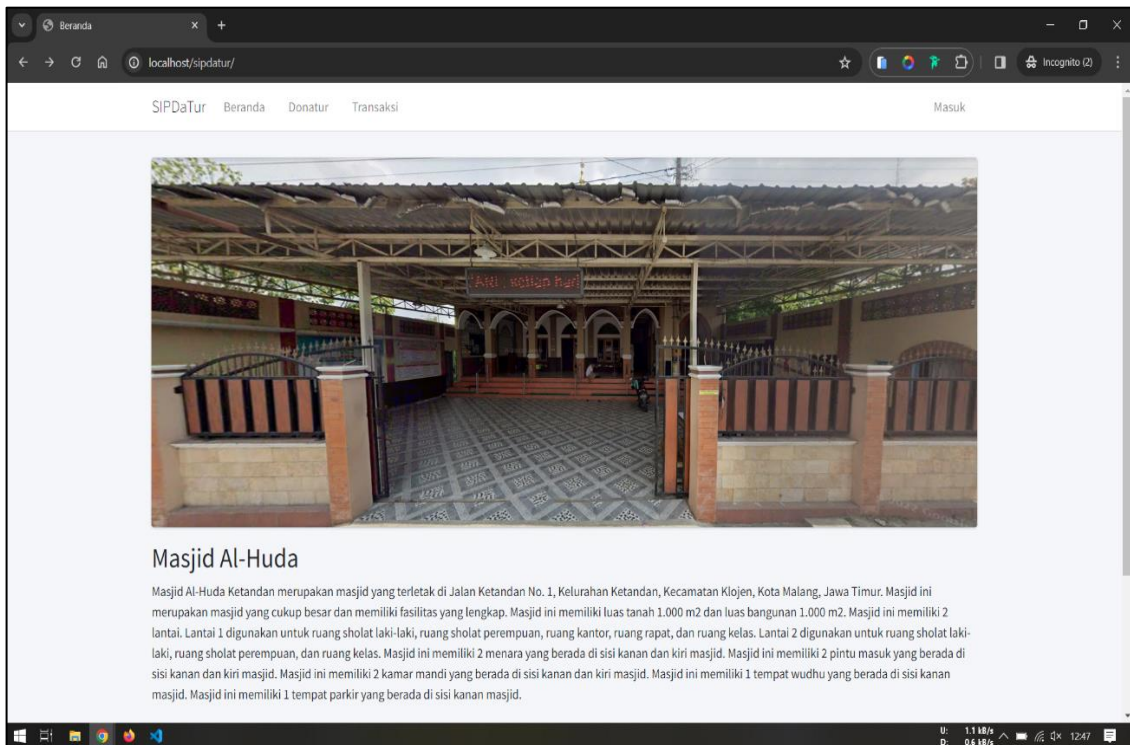 Beranda
localhost/sipdatur/
Incognito (2)
SIPDaTur Beranda Donatur Transaksi Masuk
Masjid Al-Huda
Masjid Al-Huda Ketandan merupakan masjid yang terletak di Jalan Ketandan No. 1, Kelurahan Ketandan, Kecamatan Klojen, Kota Malang, Jawa Timur. Masjid ini
merupakan masjid yang cukup besar dan memiliki fasilitas yang lengkap. Masjid ini memiliki luas tanah 1.000 m2 dan luas bangunan 1.000 m2. Masjid ini memiliki 2
lantai. Lantai 1 digunakan untuk ruang sholat laki-laki, ruang sholat perempuan, ruang kantor, ruang rapat, dan ruang kelas. Lantai 2 digunakan untuk ruang sholat laki-
laki, ruang sholat perempuan, dan ruang kelas. Masjid ini memiliki 2 menara yang berada di sisi kanan dan kiri masjid. Masjid ini memiliki 2 pintu masuk yang berada di
sisi kanan dan kiri masjid. Masjid ini memiliki 2 kamar mandi yang berada di sisi kanan dan kiri masjid. Masjid ini memiliki 1 tempat wudhu yang berada di sisi kanan
masjid. Masjid ini memiliki 1 tempat parkir yang berada di sisi kanan masjid.
U: 1.1 kB/s
D: 0.6 kB/s
12:47